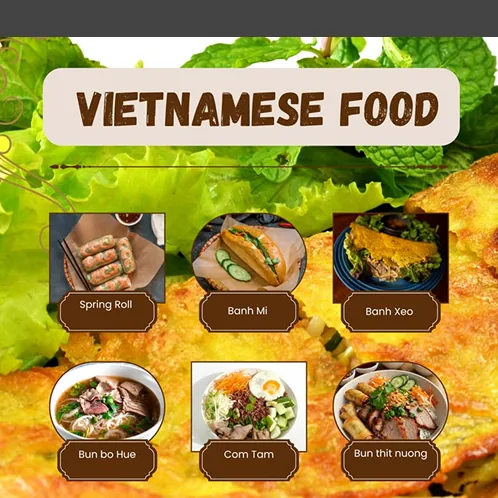 VIETNAMESE FOOD
Spring Roll
Banh Mi
Banh Xeo
Bun bo Hue
Com Tam
Bun thit nuong